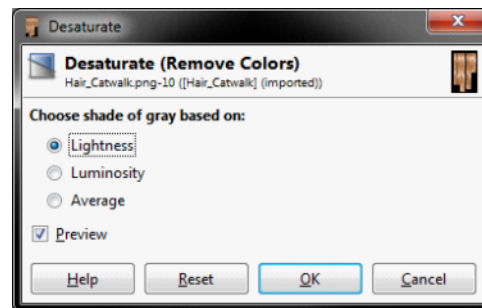 Desaturate
Desaturate (Remove Colors)
Hair_Catwalk.png-10 ([Hair_Catwalk] (imported))
Choose shade of gray based on:
Lightness
Luminosity
Average
Preview
Help Reset OK Cancel